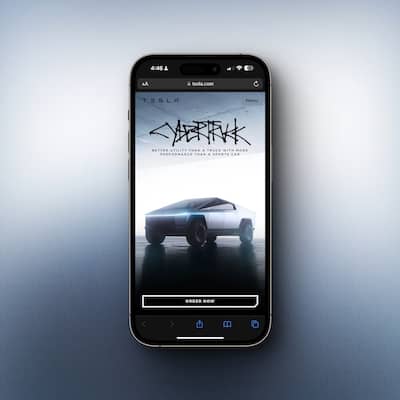 4:46
AA tesla.com
TESLA Menu
CYBERTRUCK
BETTER UTILITY THAN A TRUCK WITH MORE
PERFORMANCE THAN A SPORTS CAR
ORDER NOW